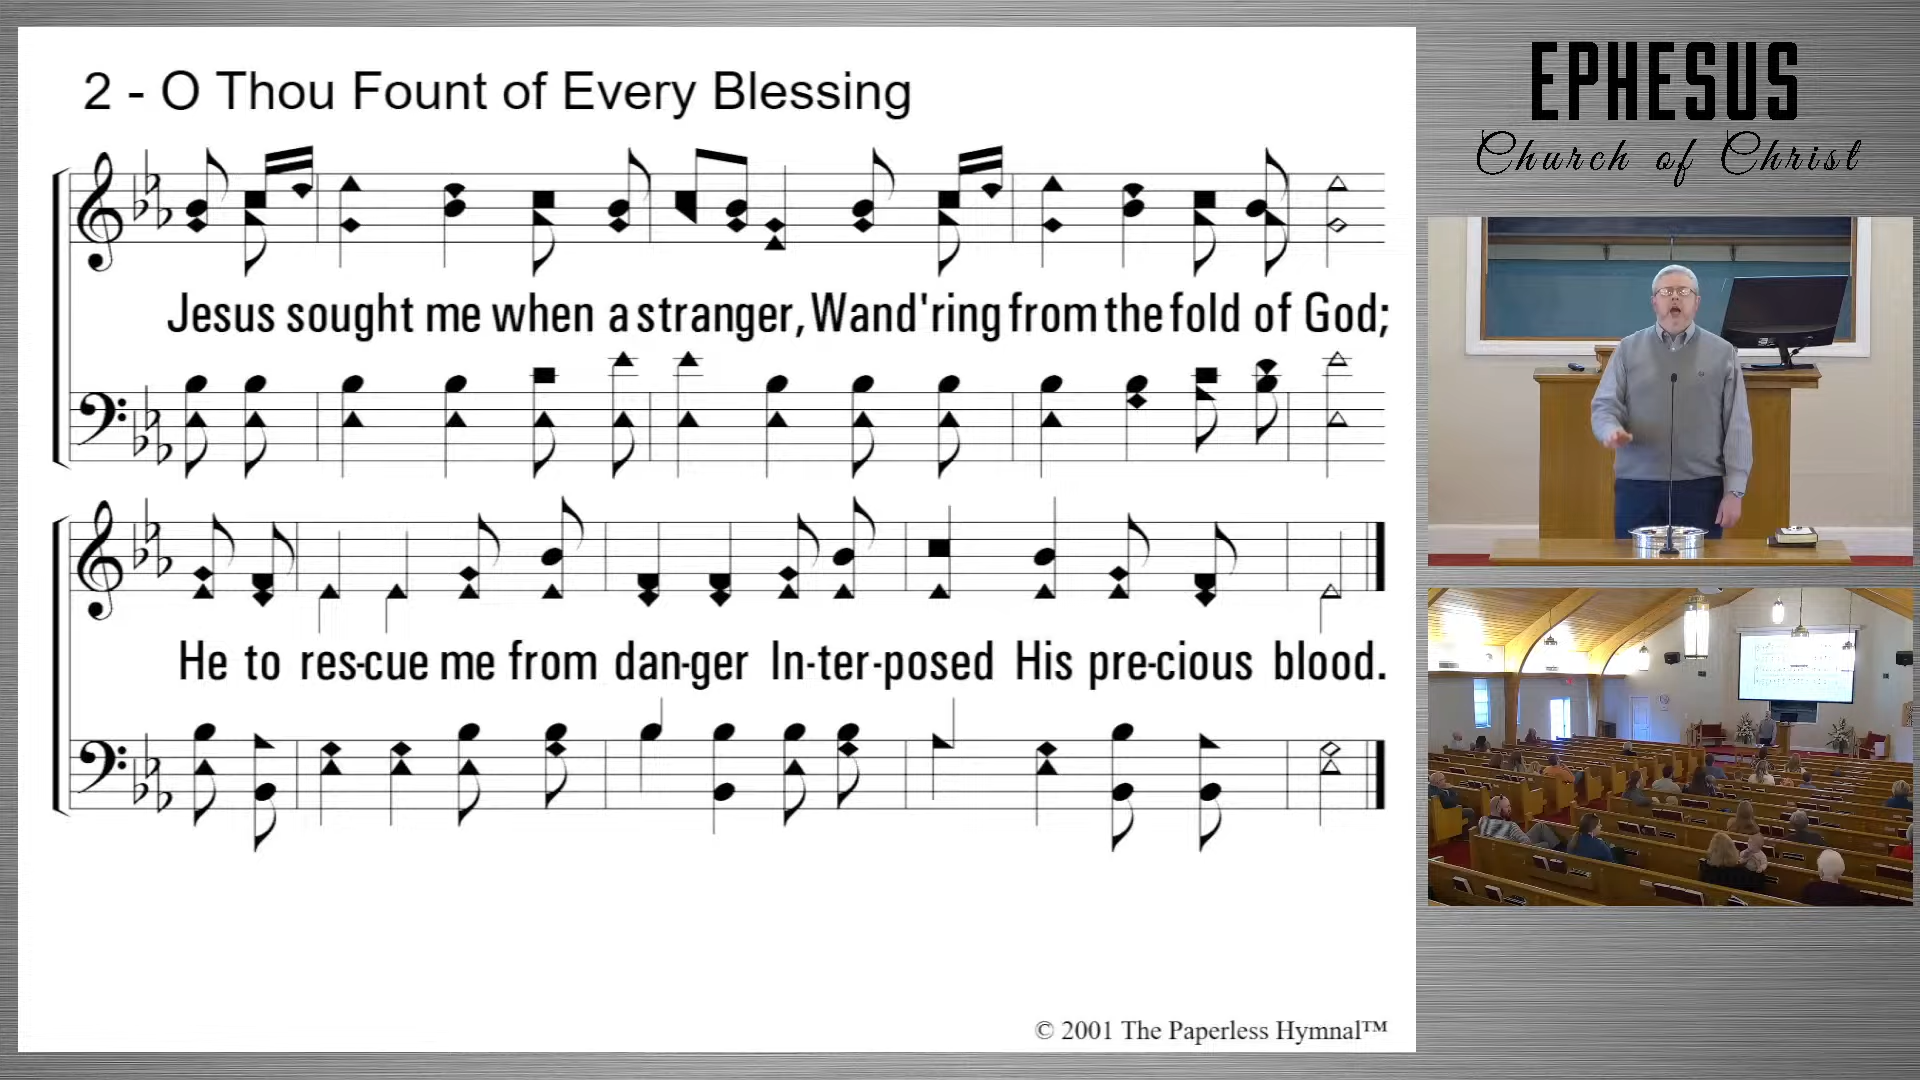 2 - O Thou Fount of Every Blessing
Jesus sought me when a stranger, Wand'ring from the fold of God;
He to res-cue me from dan-ger In-ter-posed His pre-cious blood.
© 2001 The Paperless Hymnal™
EPHESUS
Church of Christ